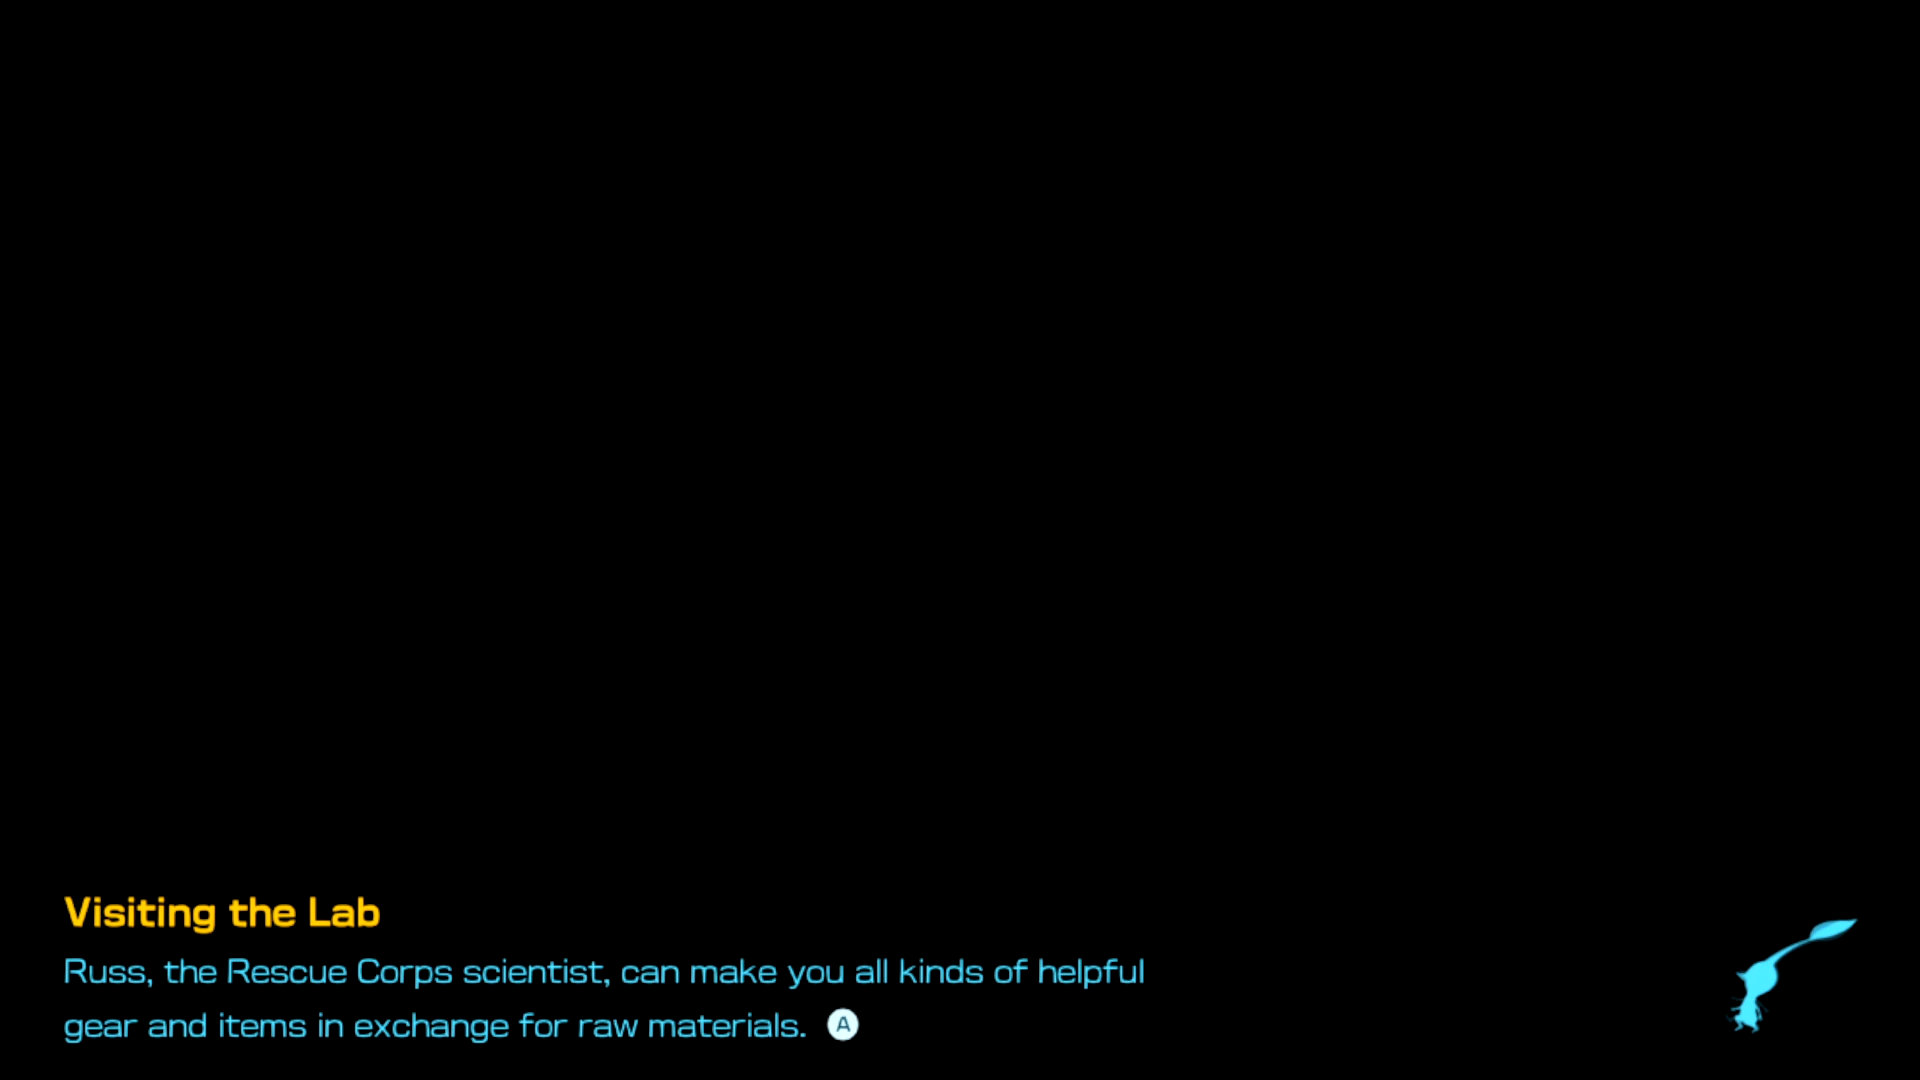 Visiting the Lab
Russ, the Rescue Corps scientist, can make you all kinds of helpful
gear and items in exchange for raw materials. A